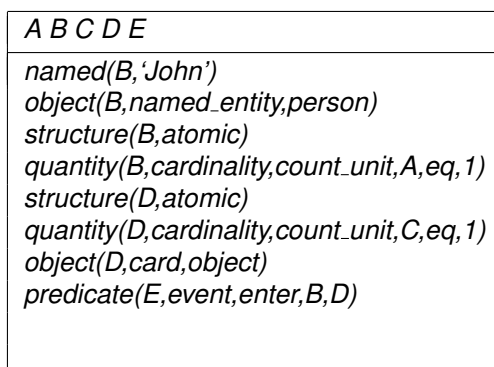 A B C D E
named(B,‘John’)
object(B,named_entity,person)
structure(B,atomic)
quantity(B,cardinality,count_unit,A,eq,1)
structure(D,atomic)
quantity(D,cardinality,count_unit,C,eq,1)
object(D,card,object)
predicate(E,event,enter,B,D)